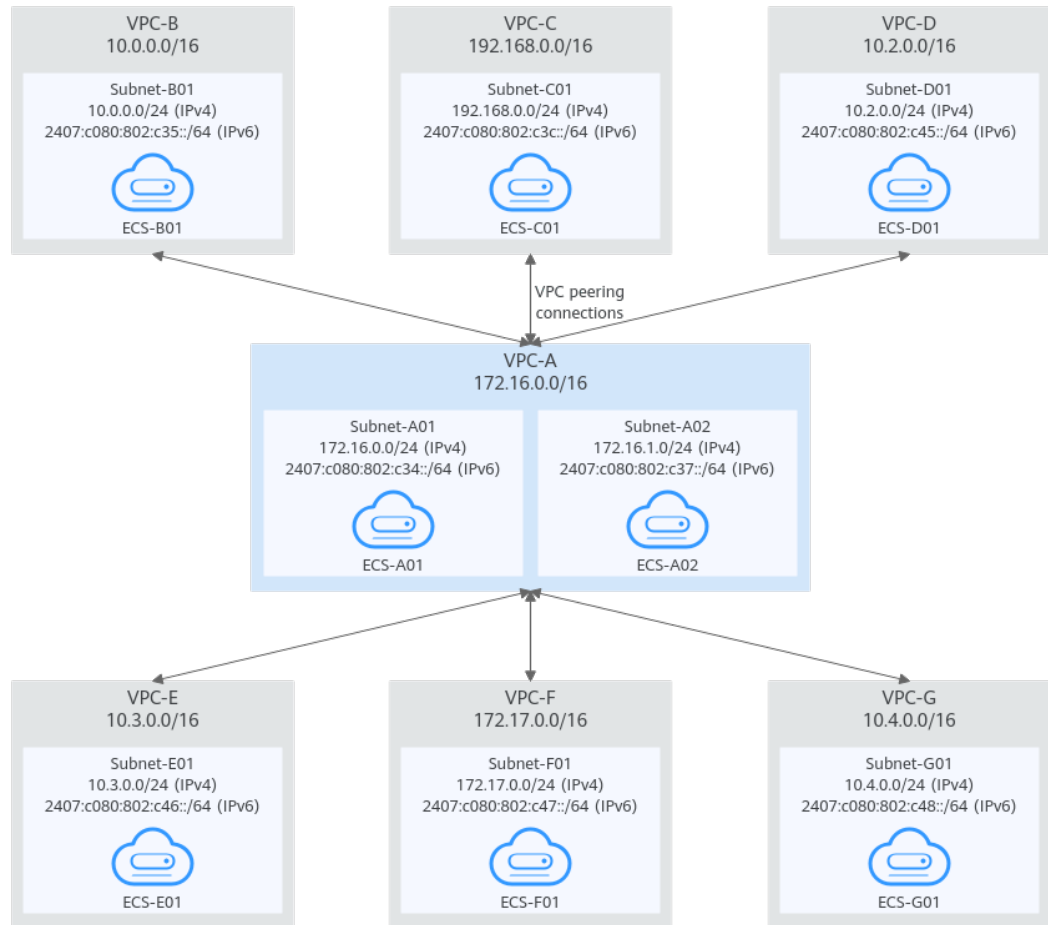 VPC-B
10.0.0.0/16
Subnet-B01
10.0.0.0/24 (IPv4)
2407:c080:802:c35::/64 (IPv6)
ECS-B01
VPC-C
192.168.0.0/16
Subnet-C01
192.168.0.0/24 (IPv4)
2407:c080:802:c3c::/64 (IPv6)
ECS-C01
VPC-D
10.2.0.0/16
Subnet-D01
10.2.0.0/24 (IPv4)
2407:c080:802:c45::/64 (IPv6)
ECS-D01
VPC peering
connections
VPC-A
172.16.0.0/16
Subnet-A01
172.16.0.0/24 (IPv4)
2407:c080:802:c34::/64 (IPv6)
ECS-A01
Subnet-A02
172.16.1.0/24 (IPv4)
2407:c080:802:c37::/64 (IPv6)
ECS-A02
VPC-E
10.3.0.0/16
Subnet-E01
10.3.0.0/24 (IPv4)
2407:c080:802:c46::/64 (IPv6)
ECS-E01
VPC-F
172.17.0.0/16
Subnet-F01
172.17.0.0/24 (IPv4)
2407:c080:802:c47::/64 (IPv6)
ECS-F01
VPC-G
10.4.0.0/16
Subnet-G01
10.4.0.0/24 (IPv4)
2407:c080:802:c48::/64 (IPv6)
ECS-G01